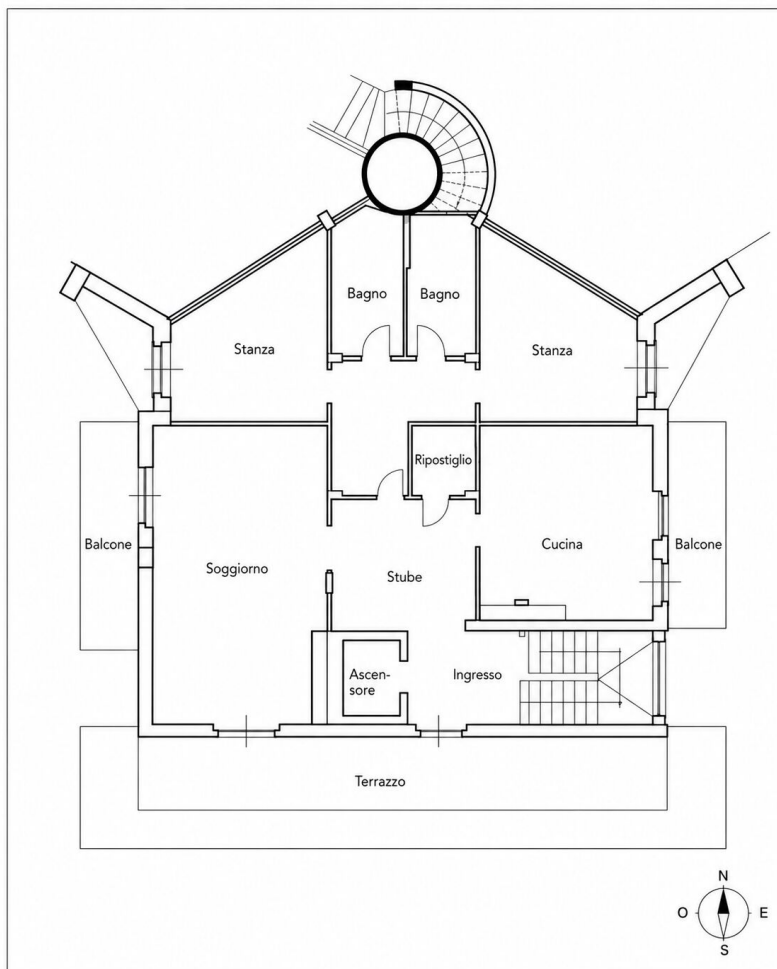 Bagno
Bagno
Stanza
Stanza
Ripostiglio
Balcone
Soggiorno
Stube
Cucina
Balcone
Ascen-
sore
Ingresso
Terrazzo
N
O
E
S